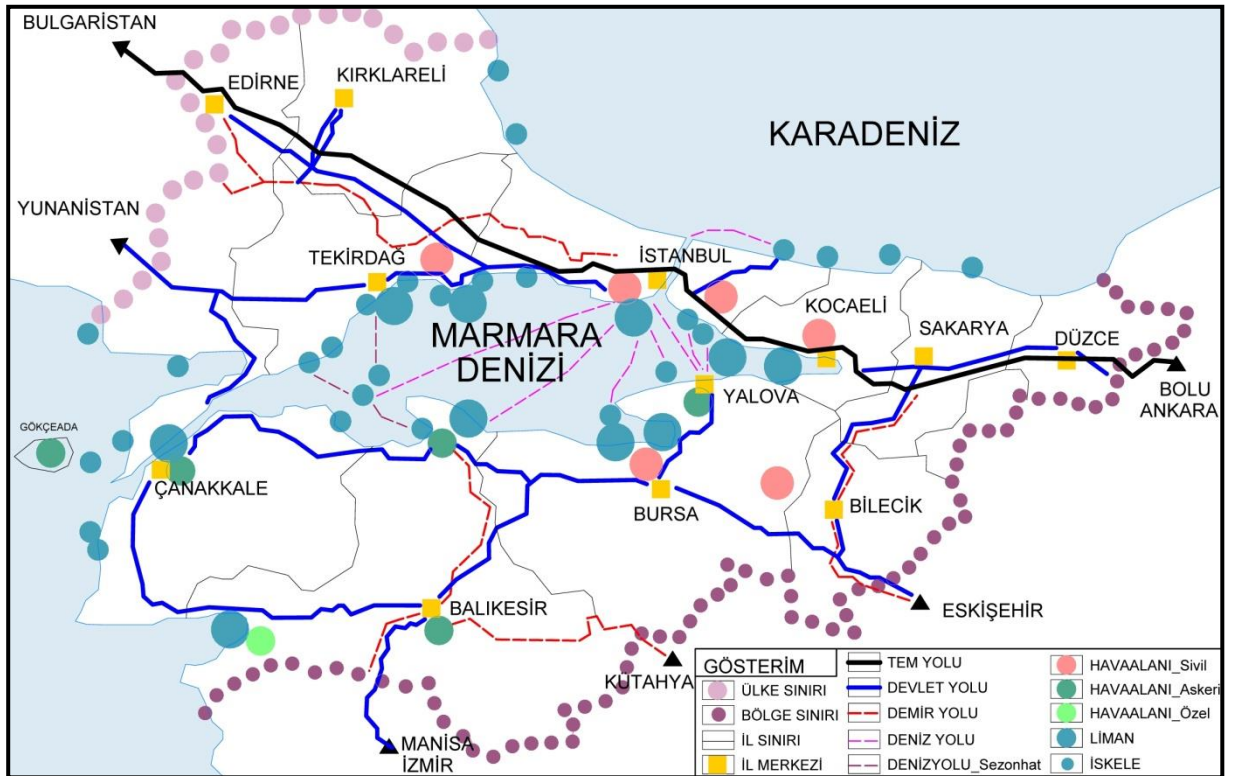 BULGARİSTAN
EDİRNE
KIRKLARELİ
KARADENİZ
YUNANİSTAN
TEKİRDAĞ
İSTANBUL
KOCAELİ
SAKARYA
DÜZCE
MARMARA
DENİZİ
YALOVA
BOLU
ANKARA
GÖKÇEADA
ÇANAKKALE
BURSA
BİLECİK
BALIKESİR
ESKİŞEHİR
KÜTAHYA
MANİSA
İZMİR
GÖSTERİM
ÜLKE SINIRI
BÖLGE SINIRI
İL SINIRI
İL MERKEZİ
TEM YOLU
DEVLET YOLU
DEMİR YOLU
DENİZ YOLU
DENİZYOLU_Sezonhat
HAVAALANI_Sivil
HAVAALANI_Askeri
HAVAALANI_Özel
LİMAN
İSKELE